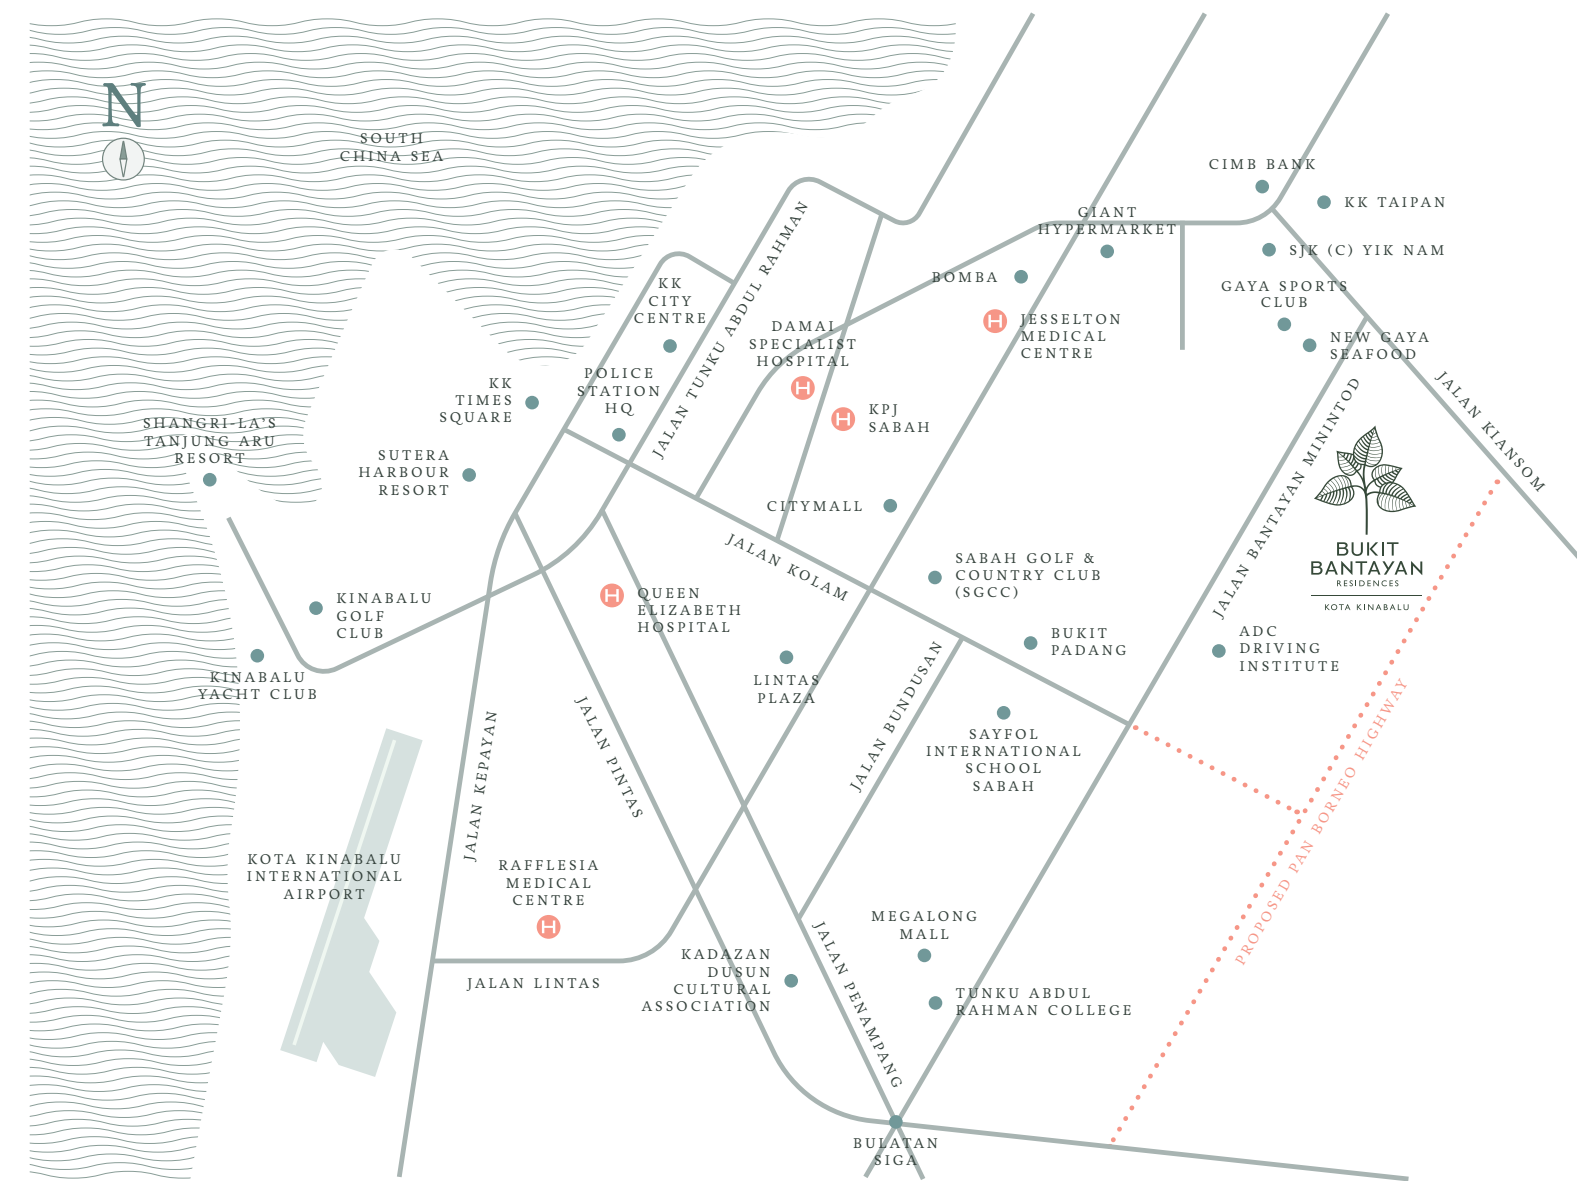 N
SOUTH
CHINA SEA
CIMB BANK
KK TAIPAN
GIANT
HYPERMARKET
SJK (C) YIK NAM
BOMBA
GAYA SPORTS
CLUB
KK
CITY
CENTRE
JALAN TUNKU ABDUL RAHMAN
DAMAI
SPECIALIST
HOSPITAL
H
H
JESSELTON
MEDICAL
CENTRE
NEW GAYA
SEAFOOD
POLICE
STATION
HQ
KK
TIMES
SQUARE
H
KPJ
SABAH
JALAN KIANSOM
SHANGRI-LA'S
TANJUNG ARU
RESORT
SUTERA
HARBOUR
RESORT
CITYMALL
JALAN BANTAYAN MININTOD
BUKIT
BANTAYAN
RESIDENCES
KOTA KINABALU
JALAN KOLAM
SABAH GOLF &
COUNTRY CLUB
(SGCC)
KINABALU
GOLF
CLUB
H
QUEEN
ELIZABETH
HOSPITAL
BUKIT
PADANG
ADC
DRIVING
INSTITUTE
KINABALU
YACHT CLUB
LINTAS
PLAZA
JALAN BUNDUSAN
SAYFOL
INTERNATIONAL
SCHOOL
SABAH
JALAN KEPAYAN
JALAN PINTAS
PROPOSED PAN BORNEO HIGHWAY
KOTA KINABALU
INTERNATIONAL
AIRPORT
RAFFLESIA
MEDICAL
CENTRE
H
JALAN LINTAS
KADAZAN
DUSUN
CULTURAL
ASSOCIATION
JALAN PENAMPANG
MEGALONG
MALL
TUNKU ABDUL
RAHMAN COLLEGE
BULATAN
SIGA